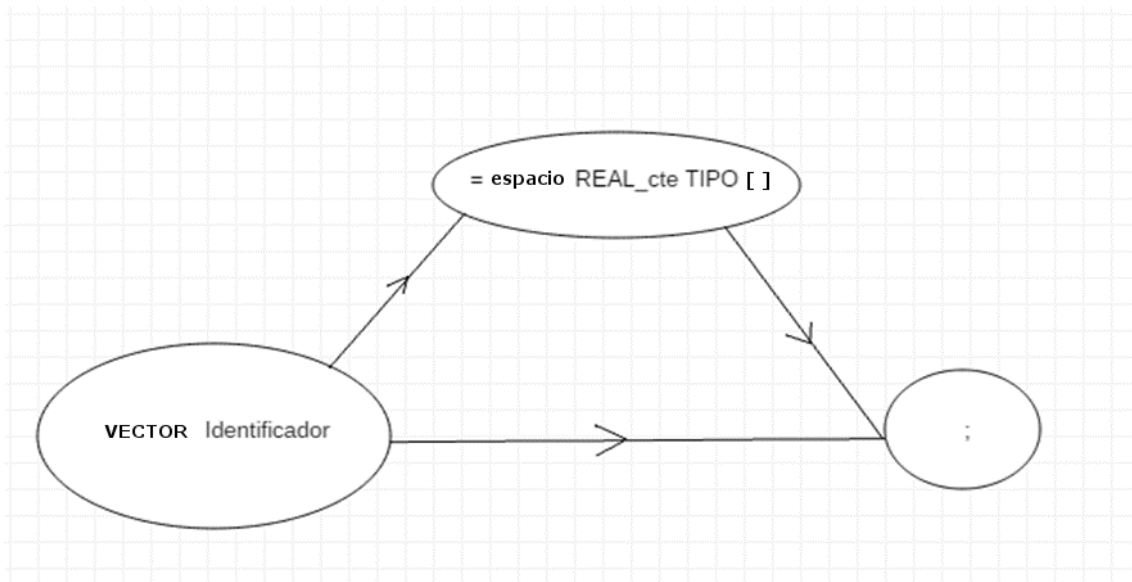 = espacio REAL_cte TIPO [ ]
VECTOR Identificador
;